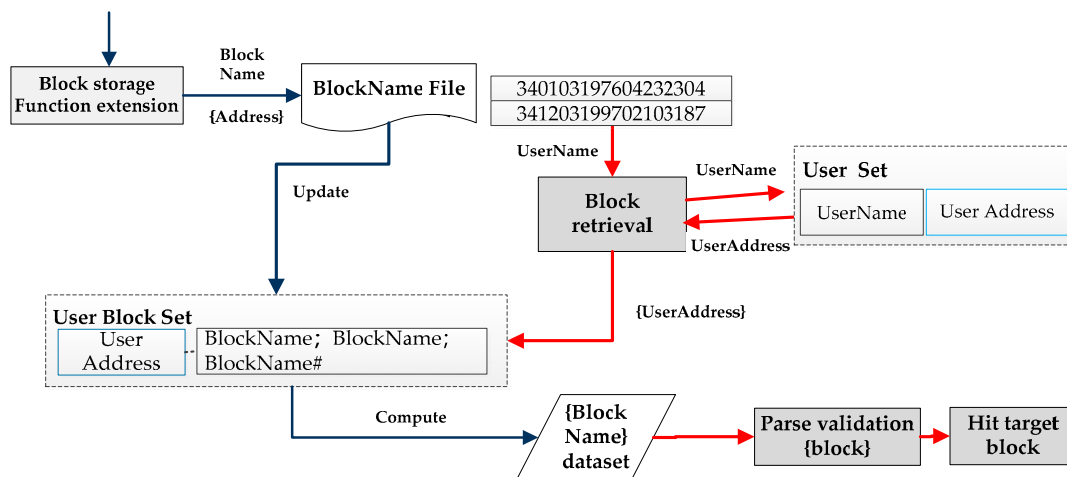 Block storage
Function extension
Block
Name
{Address}
BlockName File
340103197604232304
341203199702103187
UserName
Block
retrieval
UserName
UserAddress
User Set
UserName
User Address
Update
{UserAddress}
User Block Set
User
Address
BlockName; BlockName;
BlockName#
Compute
{Block
Name}
dataset
Parse validation
{block}
Hit target
block